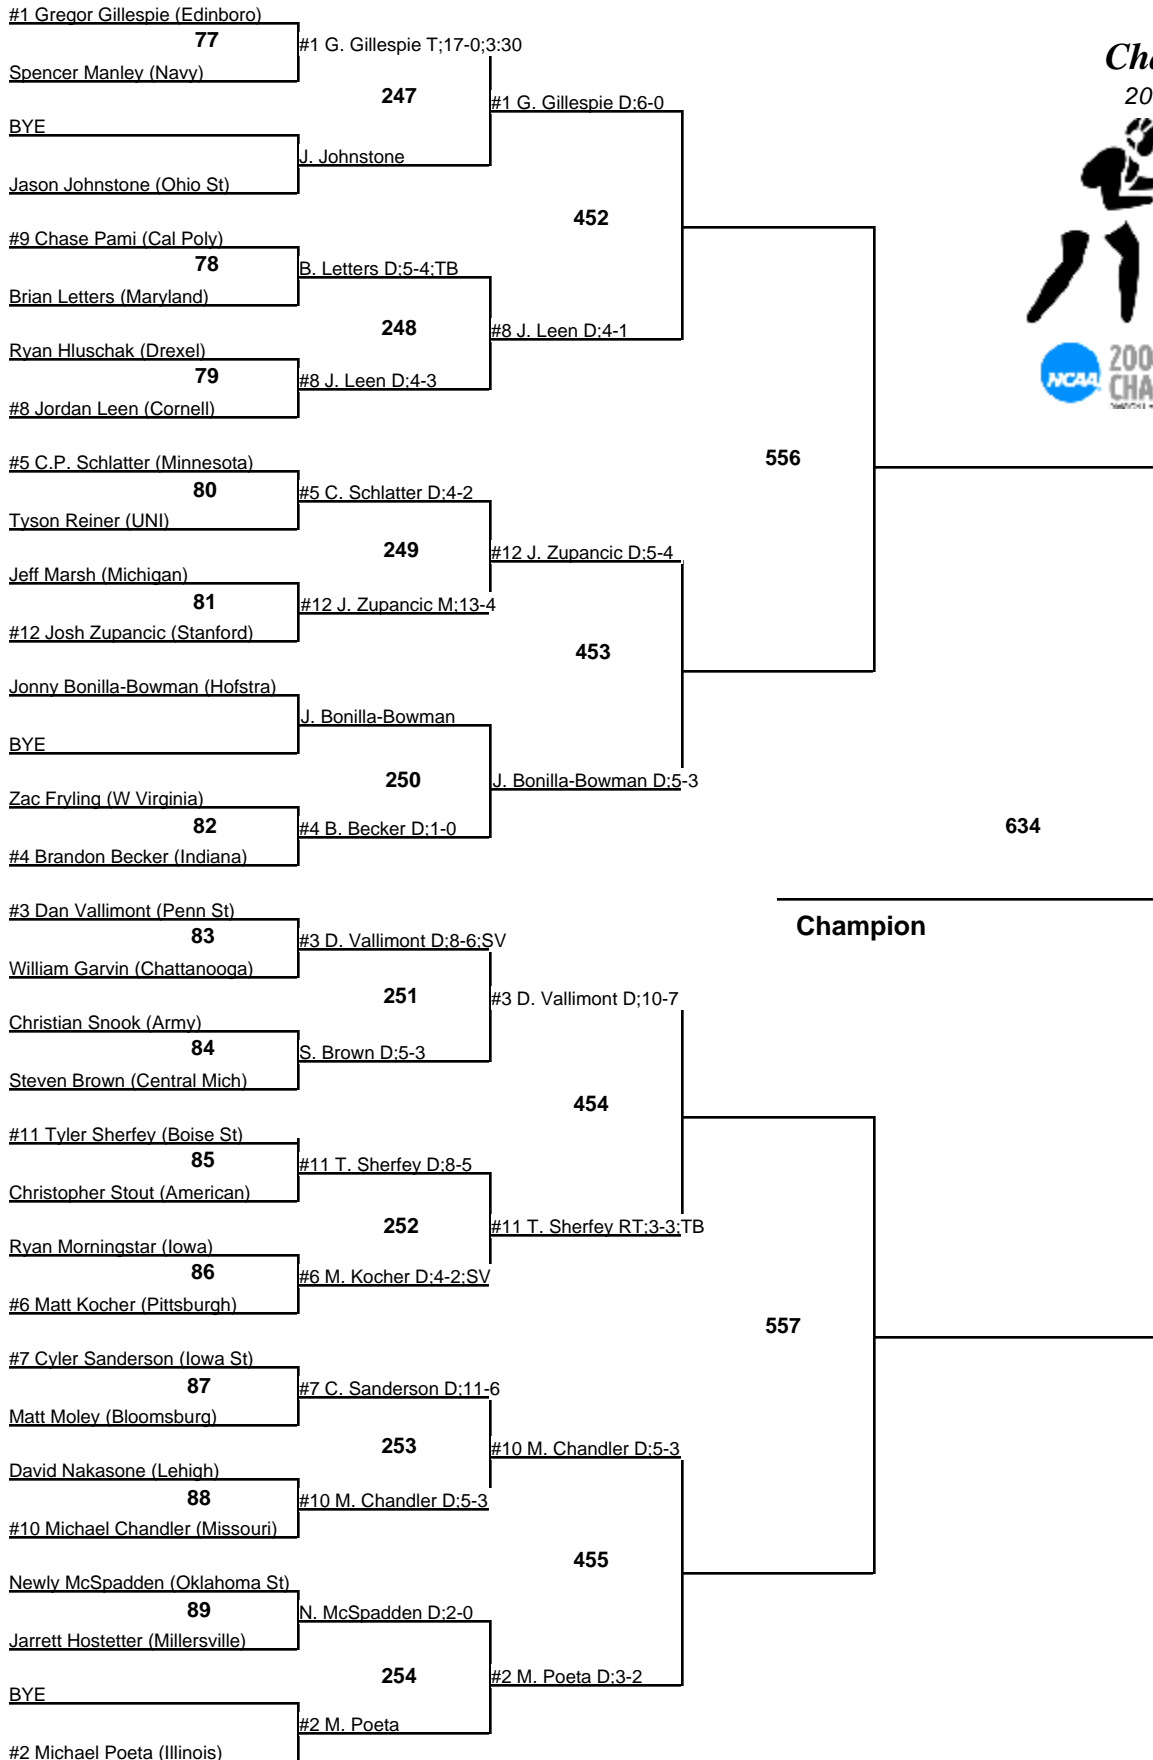 #1 Gregor Gillespie (Edinboro)
77
#1 G. Gillespie T;17-0;3:30
Spencer Manley (Navy)
247
#1 G. Gillespie D;6-0
BYE
J. Johnstone
Jason Johnstone (Ohio St)
452
#9 Chase Pami (Cal Poly)
78
B. Letters D;5-4;TB
Brian Letters (Maryland)
248
#8 J. Leen D;4-1
Ryan Hluschak (Drexel)
79
#8 J. Leen D;4-3
#8 Jordan Leen (Cornell)
556
#5 C.P. Schlatter (Minnesota)
80
#5 C. Schlatter D;4-2
Tyson Reiner (UNI)
249
#12 J. Zupancic D;5-4
Jeff Marsh (Michigan)
81
#12 J. Zupancic M;13-4
#12 Josh Zupancic (Stanford)
453
Jonny Bonilla-Bowman (Hofstra)
J. Bonilla-Bowman
BYE
250
J. Bonilla-Bowman D;5-3
Zac Fryling (W Virginia)
82
#4 B. Becker D;1-0
#4 Brandon Becker (Indiana)
634
Champion
#3 Dan Vallimont (Penn St)
83
#3 D. Vallimont D;8-6;SV
William Garvin (Chattanooga)
251
#3 D. Vallimont D;10-7
Christian Snook (Army)
84
S. Brown D;5-3
Steven Brown (Central Mich)
454
#11 Tyler Sherfey (Boise St)
85
#11 T. Sherfey D;8-5
Christopher Stout (American)
252
#11 T. Sherfey RT;3-3;TB
Ryan Morningstar (Iowa)
86
#6 M. Kocher D;4-2;SV
#6 Matt Kocher (Pittsburgh)
557
#7 Cyler Sanderson (Iowa St)
87
#7 C. Sanderson D;11-6
Matt Moley (Bloomsburg)
253
#10 M. Chandler D;5-3
David Nakasone (Lehigh)
88
#10 M. Chandler D;5-3
#10 Michael Chandler (Missouri)
455
Newly McSpadden (Oklahoma St)
89
N. McSpadden D;2-0
Jarrett Hostetter (Millersville)
254
#2 M. Poeta D;3-2
BYE
#2 M. Poeta
#2 Michael Poeta (Illinois)
Cha
20
NCAA
200
CHA